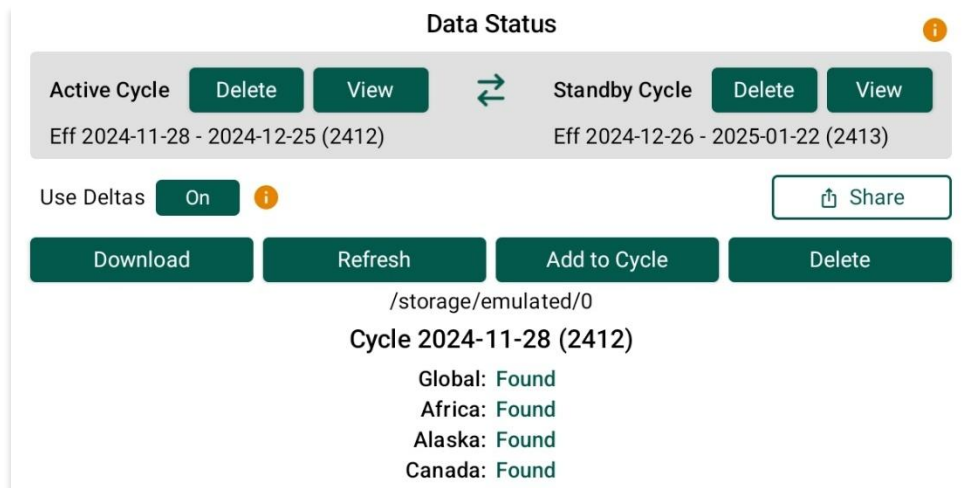 Data Status
Active Cycle Delete View Standby Cycle Delete View
Eff 2024-11-28 - 2024-12-25 (2412) Eff 2024-12-26 - 2025-01-22 (2413)
Use Deltas On Share
Download Refresh Add to Cycle Delete
/storage/emulated/0
Cycle 2024-11-28 (2412)
Global: Found
Africa: Found
Alaska: Found
Canada: Found